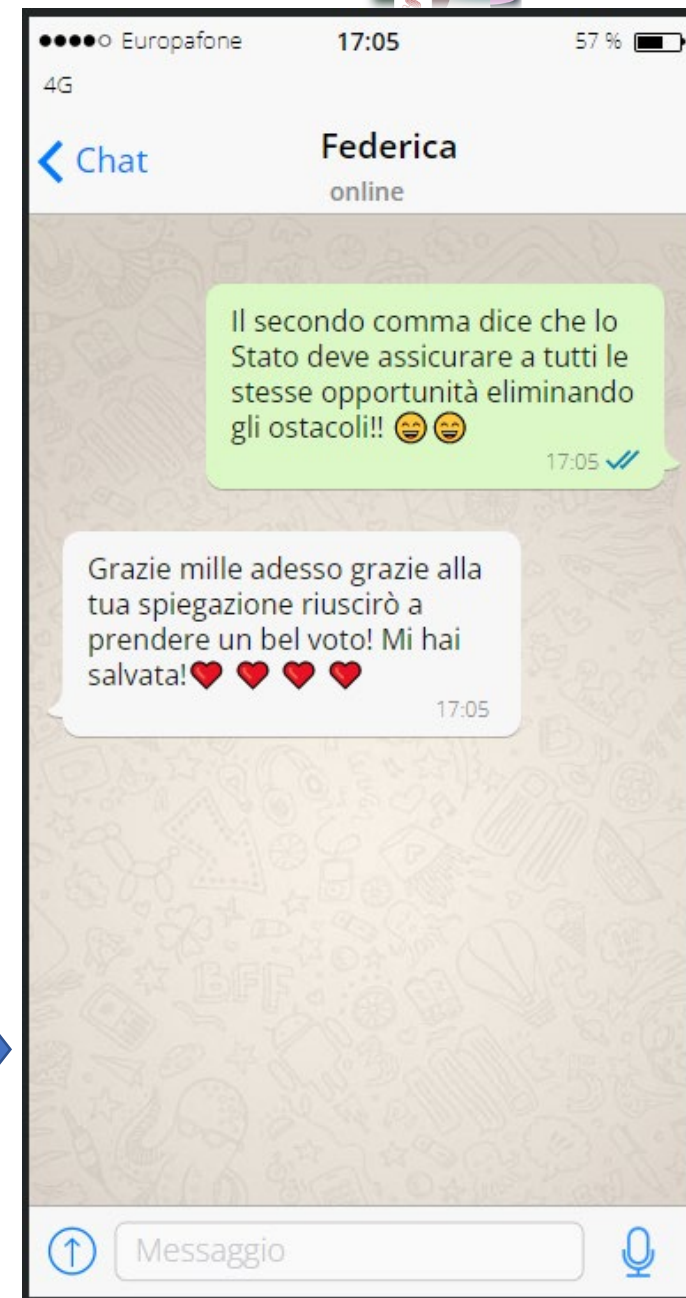 ●●●●○ Europafone 17:05 57 %
4G
Chat Federica
online
Il secondo comma dice che lo
Stato deve assicurare a tutti le
stesse opportunità eliminando
gli ostacoli!! 😄😄
17:05
Grazie mille adesso grazie alla
tua spiegazione riuscirò a
prendere un bel voto! Mi hai
salvata!❤️ ❤️ ❤️ ❤️
17:05
BFF
Messaggio